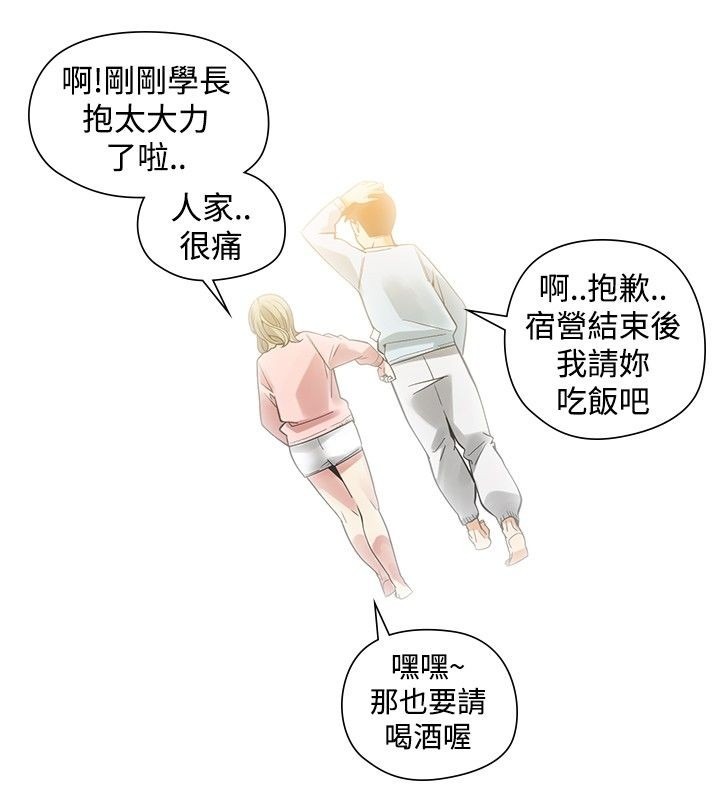 啊!剛剛學長
抱太大力
了啦..
人家..
很痛
啊..抱歉..
宿營結束後
我請妳
吃飯吧
嘿嘿~
那也要請
喝酒喔